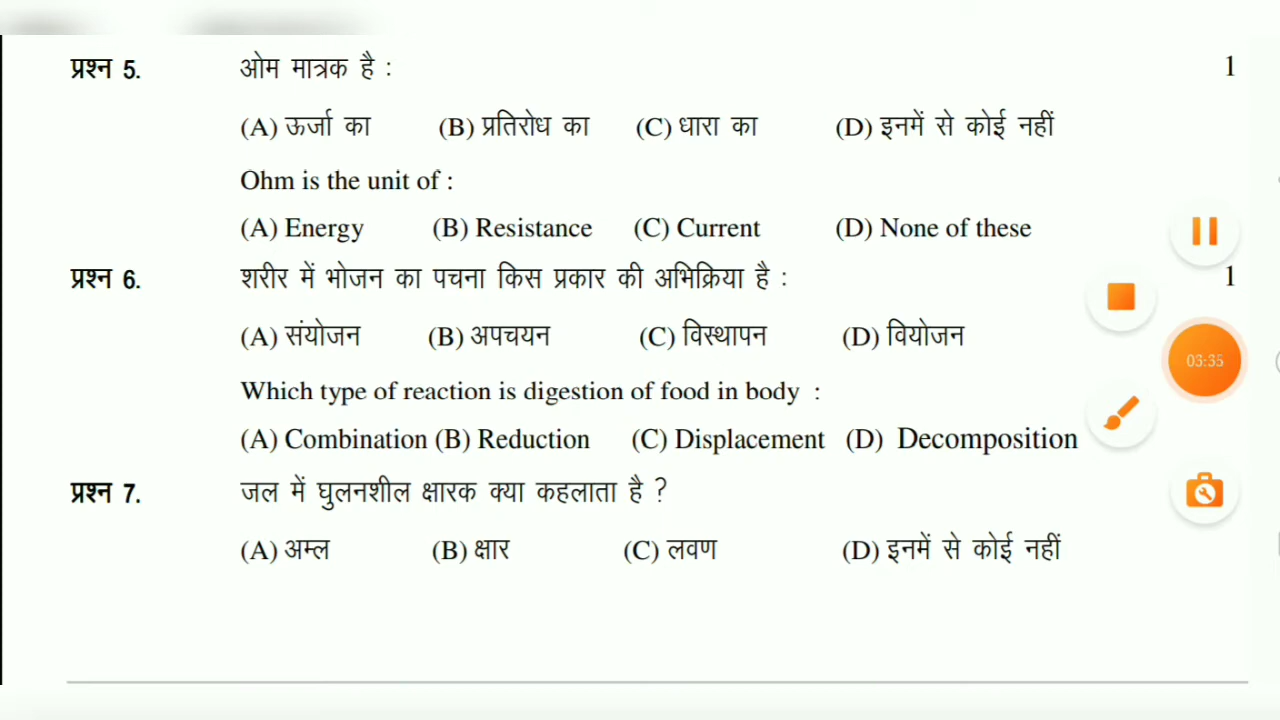 प्रश्न 5. ओम मात्रक है : 1
(A) ऊर्जा का (B) प्रतिरोध का (C) धारा का (D) इनमें से कोई नहीं
Ohm is the unit of :
(A) Energy (B) Resistance (C) Current (D) None of these
प्रश्न 6. शरीर में भोजन का पचना किस प्रकार की अभिक्रिया है : 1
(A) संयोजन (B) अपचयन (C) विस्थापन (D) वियोजन
03:35
Which type of reaction is digestion of food in body :
(A) Combination (B) Reduction (C) Displacement (D) Decomposition
प्रश्न 7. जल में घुलनशील क्षारक क्या कहलाता है ?
(A) अम्ल (B) क्षार (C) लवण (D) इनमें से कोई नहीं